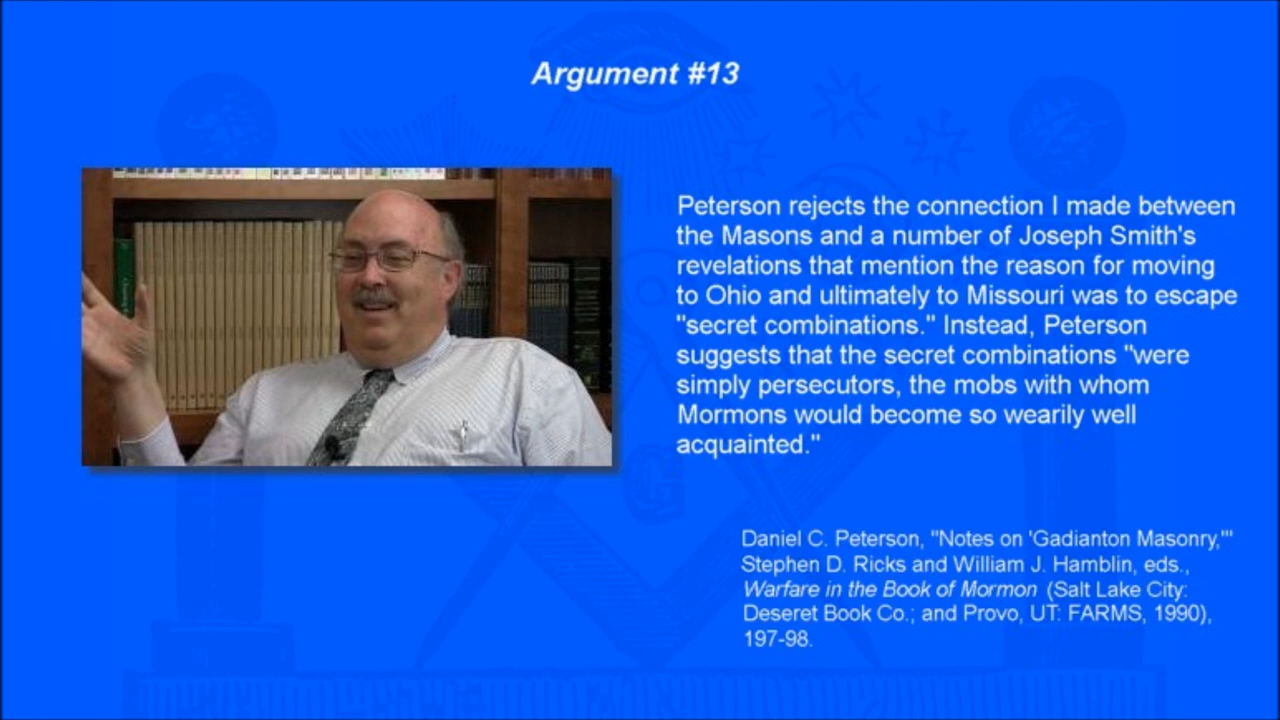 Argument #13
Peterson rejects the connection I made between
the Masons and a number of Joseph Smith's
revelations that mention the reason for moving
to Ohio and ultimately to Missouri was to escape
"secret combinations." Instead, Peterson
suggests that the secret combinations "were
simply persecutors, the mobs with whom
Mormons would become so wearily well
acquainted."
Daniel C. Peterson, "Notes on 'Gadianton Masonry,'"
Stephen D. Ricks and William J. Hamblin, eds.,
Warfare in the Book of Mormon (Salt Lake City:
Deseret Book Co.; and Provo, UT: FARMS, 1990),
197-98.
G